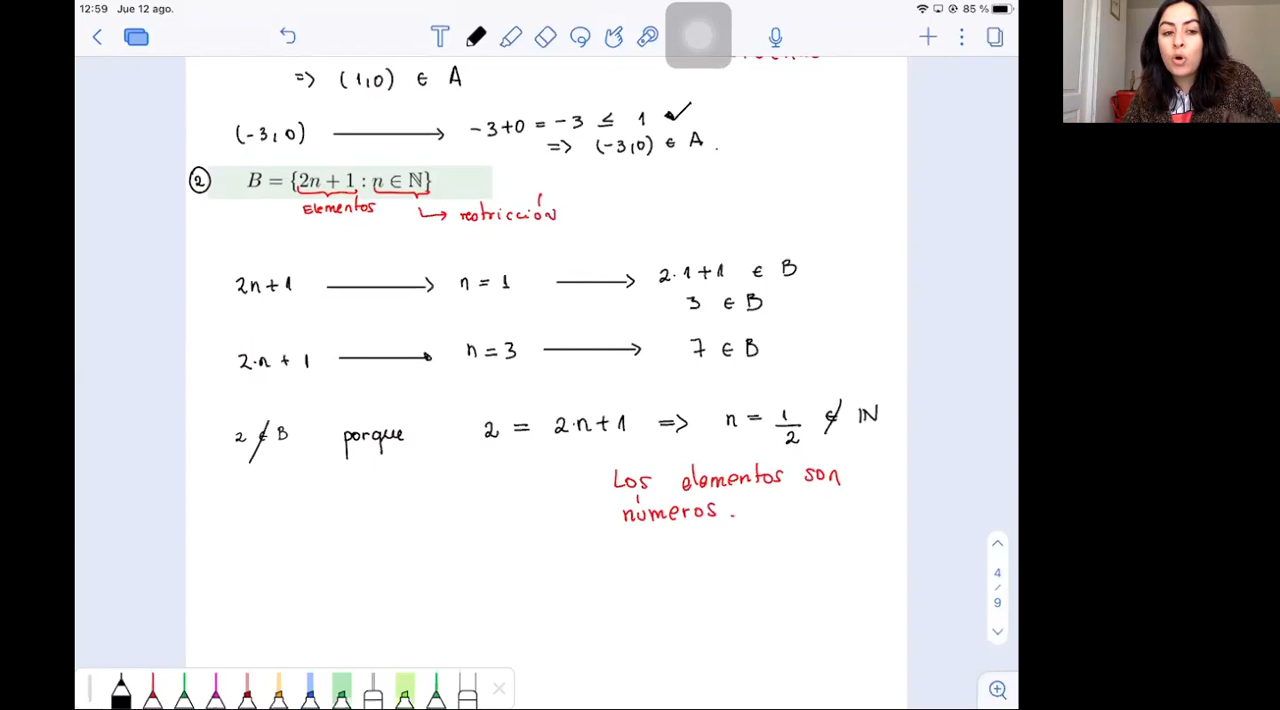 12:59 Jue 12 ago. 85 %
=> (1,0) ∈ A
(-3,0) ⟶ -3+0 = -3 ≤ 1 ✓
=> (-3,0) ∈ A .
② B = {2n + 1 : n ∈ ℕ}
Elementos
↳ restricción
2n+1 ⟶ n = 1 ⟶ 2·1+1 ∈ B
3 ∈ B
2·n + 1 ⟶ n = 3 ⟶ 7 ∈ B
2 ∉ B porque 2 = 2·n+1 => n = 1/2 ∉ ℕ
Los elementos son
números.
4
/
9